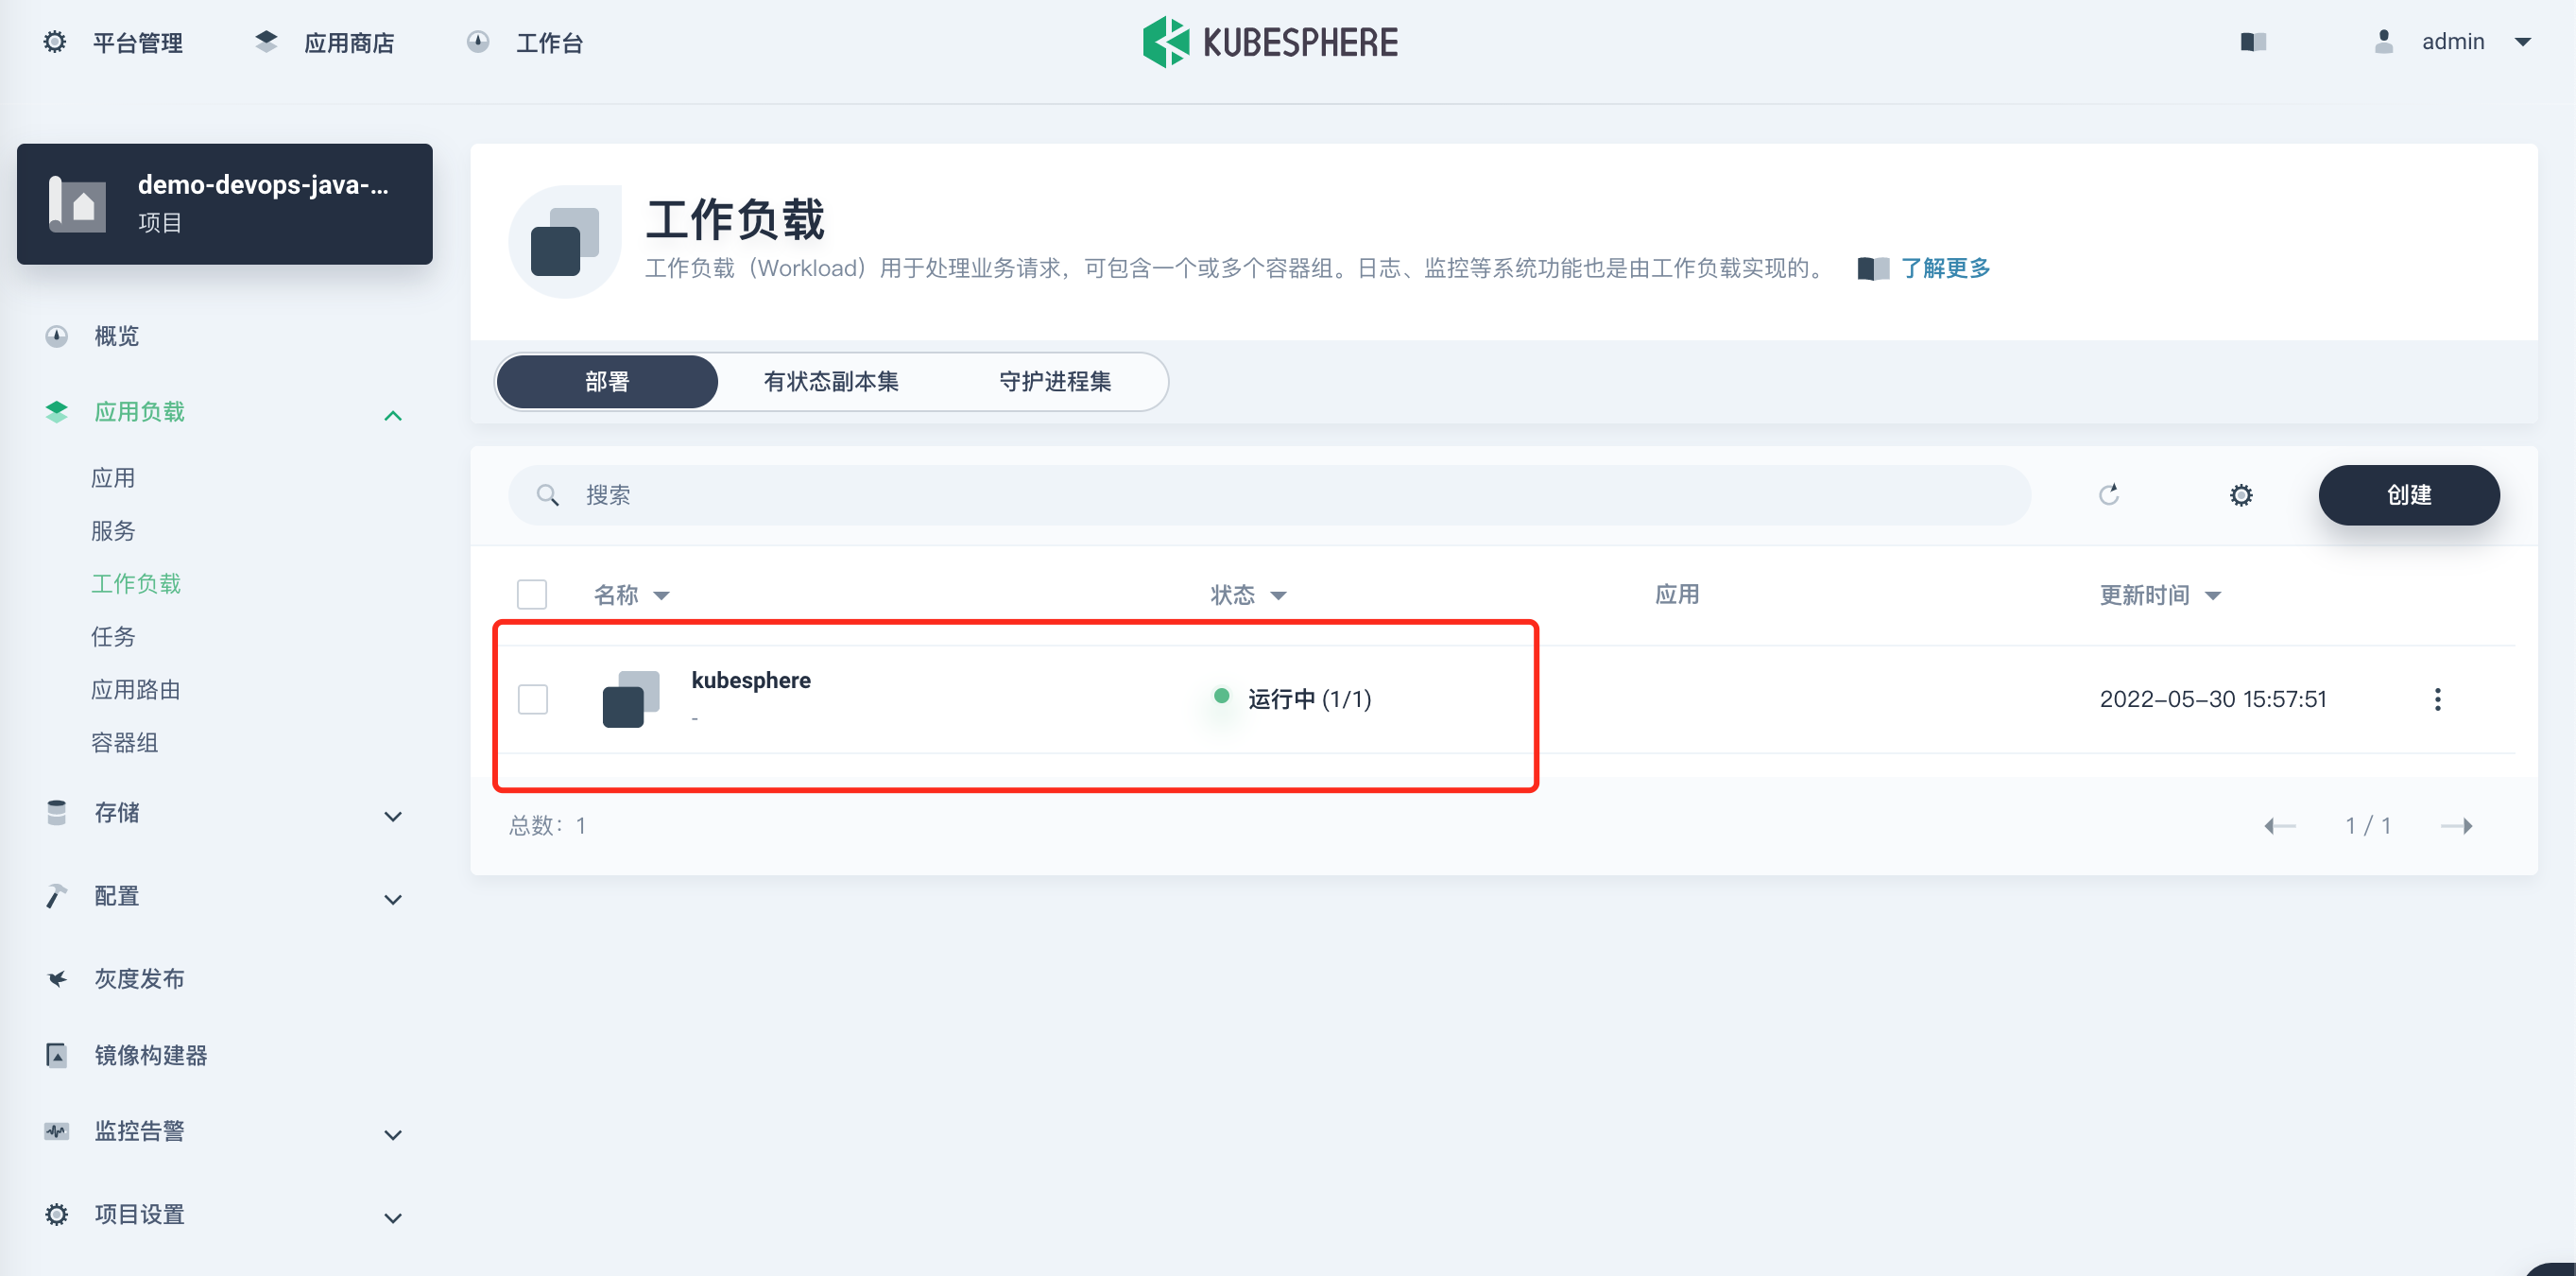 平台管理
应用商店
工作台
KUBESPHERE
admin
demo-devops-java-...
项目
概览
应用负载
应用
服务
工作负载
任务
应用路由
容器组
存储
配置
灰度发布
镜像构建器
监控告警
项目设置
工作负载
工作负载（Workload）用于处理业务请求，可包含一个或多个容器组。日志、监控等系统功能也是由工作负载实现的。 了解更多
部署 有状态副本集 守护进程集
搜索
创建
名称 状态 应用 更新时间
kubesphere
-
运行中 (1/1)
2022-05-30 15:57:51
总数：1
1 / 1